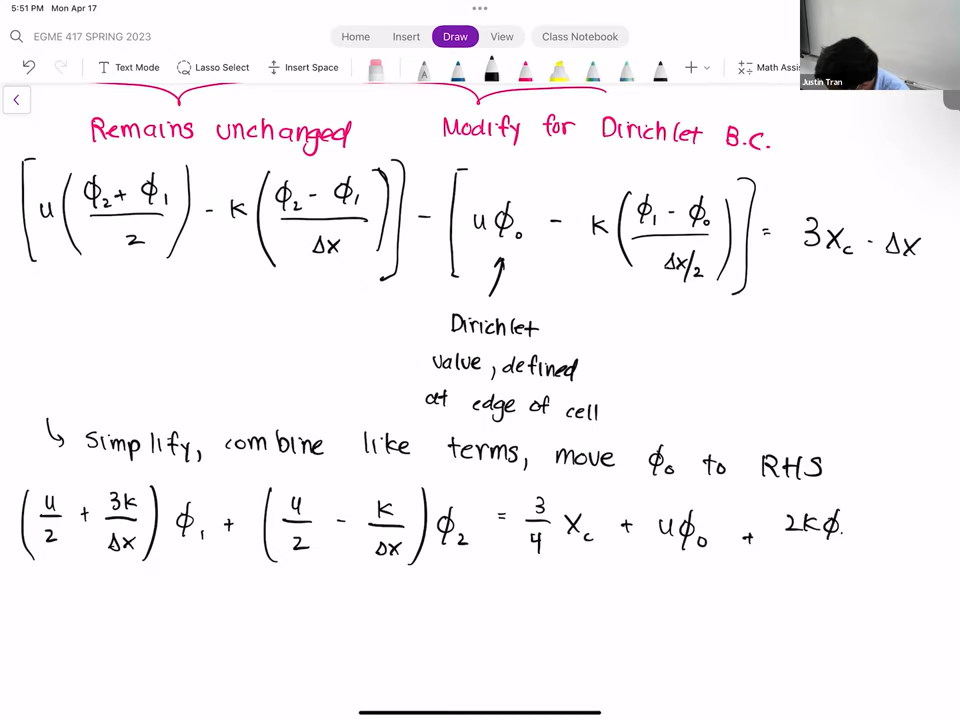 5:51 PM Mon Apr 17
EGME 417 SPRING 2023
Home Insert Draw View Class Notebook
Text Mode Lasso Select Insert Space Math Assis
Justin Tran
Remains unchanged Modify for Dirichlet B.C.
[u((ϕ₂ + ϕ₁)/2) - k((ϕ₂ - ϕ₁)/Δx)] - [uϕ₀ - k((ϕ₁ - ϕ₀)/(Δx/2))] = 3x_c · Δx
Dirichlet
value, defined
at edge of cell
↳ simplify, combine like terms, move ϕ₀ to RHS
(u/2 + 3k/Δx)ϕ₁ + (u/2 - k/Δx)ϕ₂ = 3/4 x_c + uϕ₀ + 2kϕ.